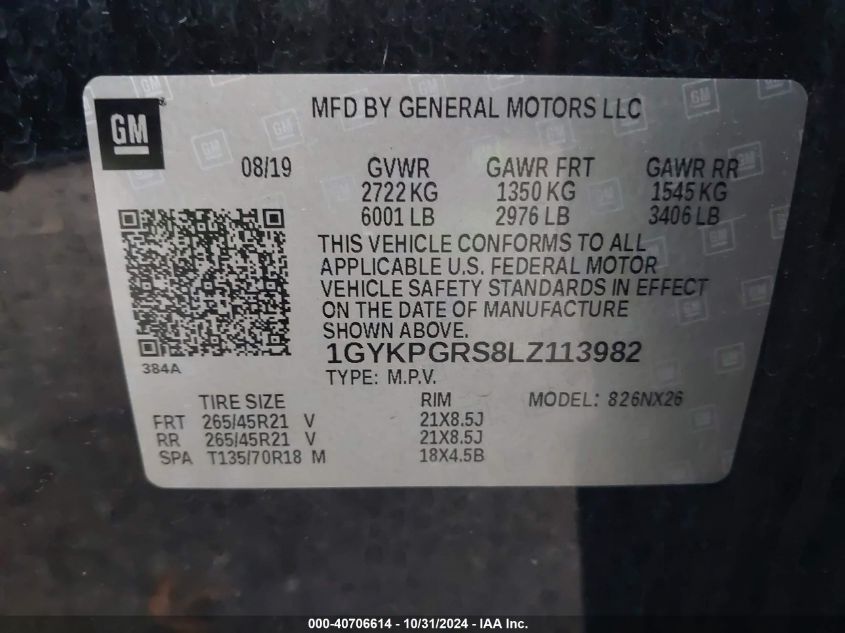 GM
MFD BY GENERAL MOTORS LLC
08/19 GVWR GAWR FRT GAWR RR
2722 KG 1350 KG 1545 KG
6001 LB 2976 LB 3406 LB
THIS VEHICLE CONFORMS TO ALL
APPLICABLE U.S. FEDERAL MOTOR
VEHICLE SAFETY STANDARDS IN EFFECT
ON THE DATE OF MANUFACTURE
SHOWN ABOVE.
1GYKPGRS8LZ113982
384A
TYPE: M.P.V.
TIRE SIZE RIM MODEL: 826NX26
FRT 265/45R21 V 21X8.5J
RR 265/45R21 V 21X8.5J
SPA T135/70R18 M 18X4.5B
000-40706614 - 10/31/2024 - IAA Inc.